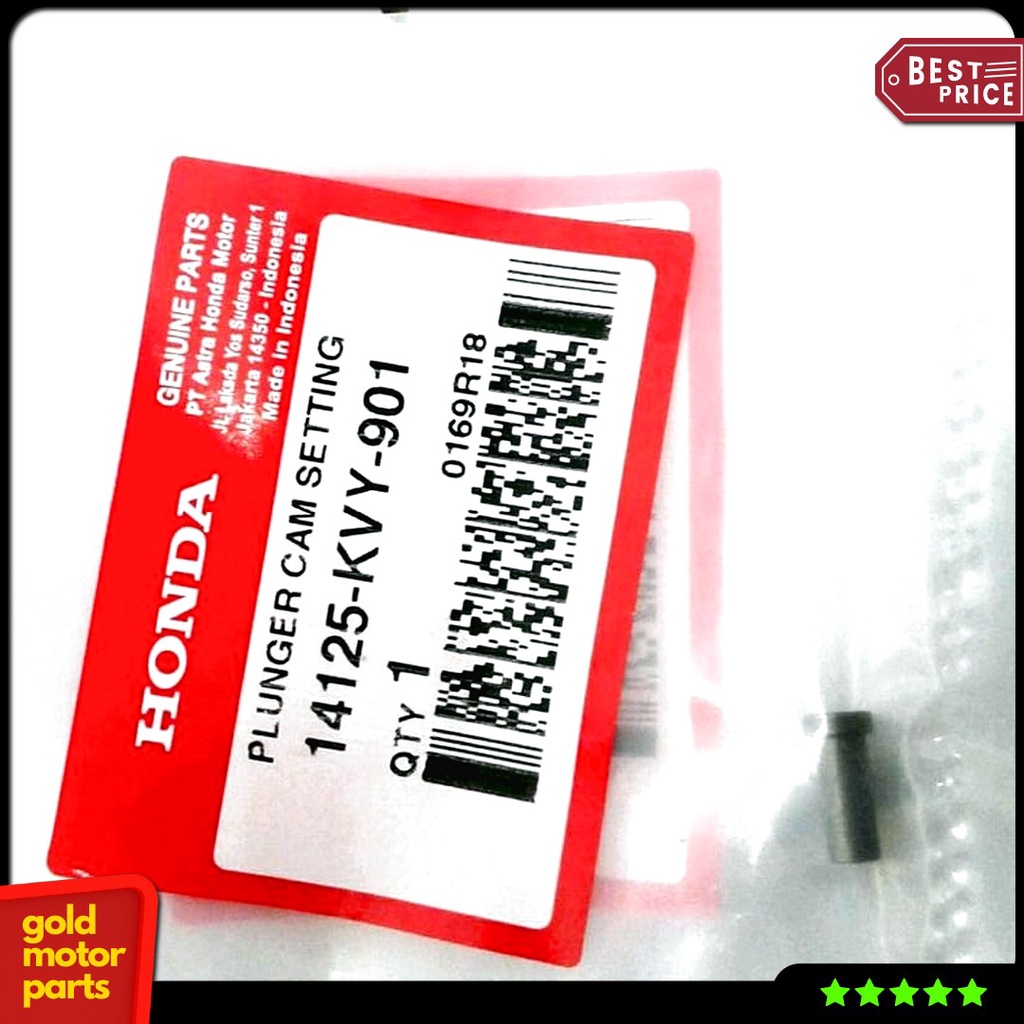 BEST
PRICE
GENUINE PARTS
PT Astra Honda Motor
JL. Laksda Yos Sudarso, Sunter 1
Jakarta 14350 - Indonesia
Made In Indonesia
HONDA
PLUNGER CAM SETTING
14125-KVY-901
0169R18
QTY 1
gold
motor
parts